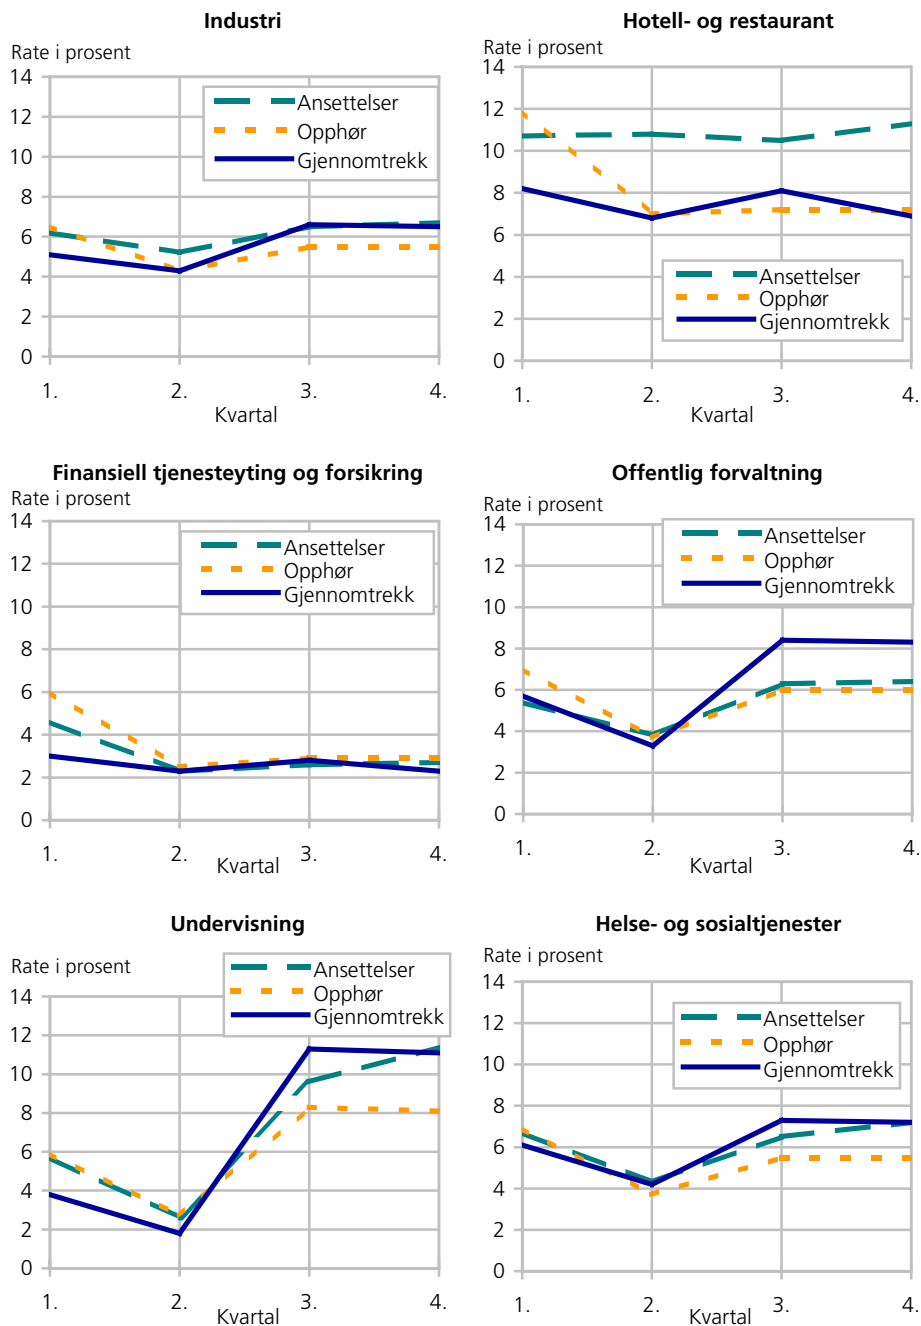 Industri
Rate i prosent
14
12
10
8
6
4
2
0
Ansettelser
Opphør
Gjennomtrekk
1. 2. 3. 4.
Kvartal
Hotell- og restaurant
Rate i prosent
14
12
10
8
6
4
2
0
Ansettelser
Opphør
Gjennomtrekk
1. 2. 3. 4.
Kvartal
Finansiell tjenesteyting og forsikring
Rate i prosent
14
12
10
8
6
4
2
0
Ansettelser
Opphør
Gjennomtrekk
1. 2. 3. 4.
Kvartal
Offentlig forvaltning
Rate i prosent
14
12
10
8
6
4
2
0
Ansettelser
Opphør
Gjennomtrekk
1. 2. 3. 4.
Kvartal
Undervisning
Rate i prosent
14
12
10
8
6
4
2
0
Ansettelser
Opphør
Gjennomtrekk
1. 2. 3. 4.
Kvartal
Helse- og sosialtjenester
Rate i prosent
14
12
10
8
6
4
2
0
Ansettelser
Opphør
Gjennomtrekk
1. 2. 3. 4.
Kvartal